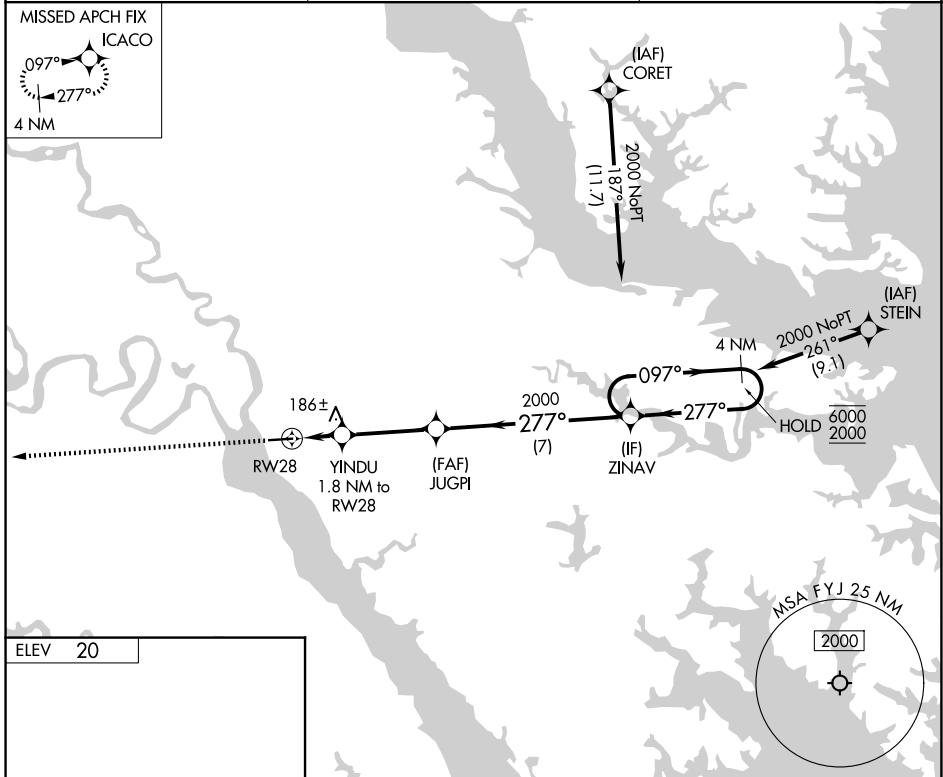 MISSED APCH FIX
ICACO
097°
277°
4 NM
(IAF)
CORET
2000 NoPT
187°
(11.7)
(IAF)
STEIN
2000 NoPT
261°
(9.1)
4 NM
097°
277°
HOLD
6000
2000
2000
277°
(7)
(IF)
ZINAV
186±
RW28
YINDU
1.8 NM to
RW28
(FAF)
JUGPI
MSA FYJ 25 NM
2000
ELEV 20